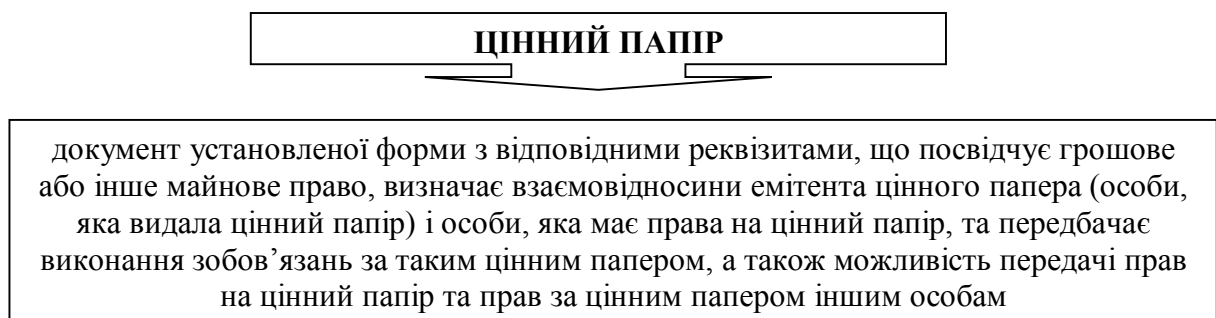 ЦІННИЙ ПАПІР
документ установленої форми з відповідними реквізитами, що посвідчує грошове
або інше майнове право, визначає взаємовідносини емітента цінного папера (особи,
яка видала цінний папір) і особи, яка має права на цінний папір, та передбачає
виконання зобов’язань за таким цінним папером, а також можливість передачі прав
на цінний папір та прав за цінним папером іншим особам